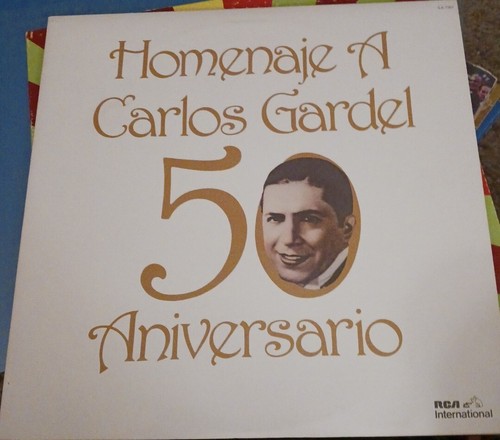 Homenaje A
Carlos Gardel
50
Aniversario
RCA
International